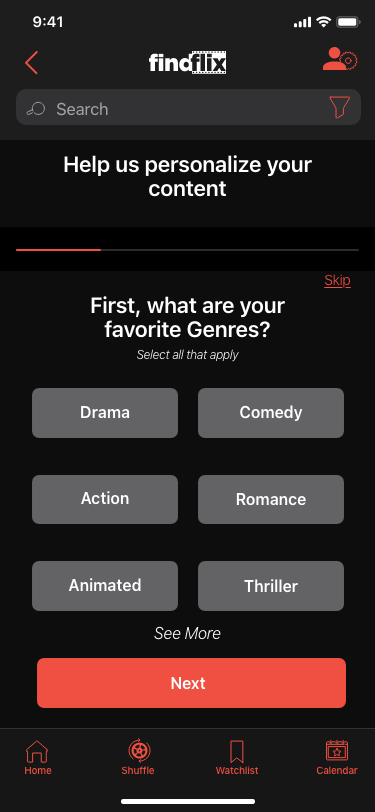 9:41
findflix
Search
Help us personalize your
content
Skip
First, what are your
favorite Genres?
Select all that apply
Drama
Comedy
Action
Romance
Animated
Thriller
See More
Next
Home
Shuffle
Watchlist
Calendar